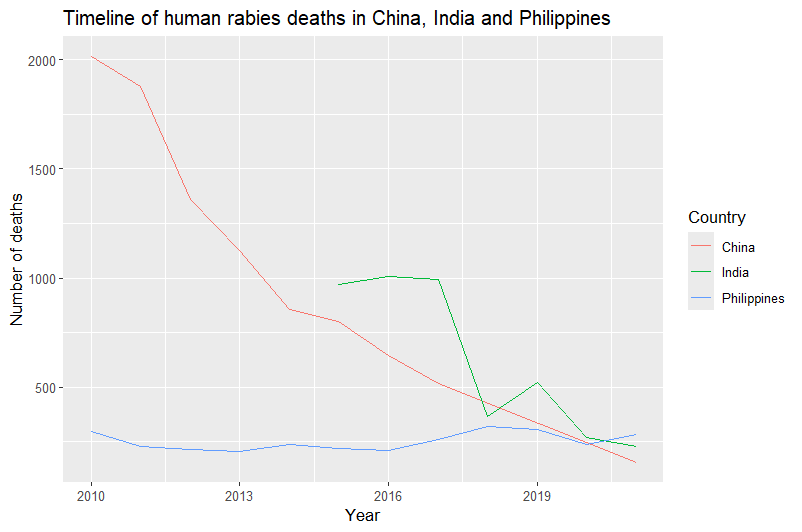 Timeline of human rabies deaths in China, India and Philippines
2000
1500
1000
500
Number of deaths
2010 2013 2016 2019
Year
Country
China
India
Philippines